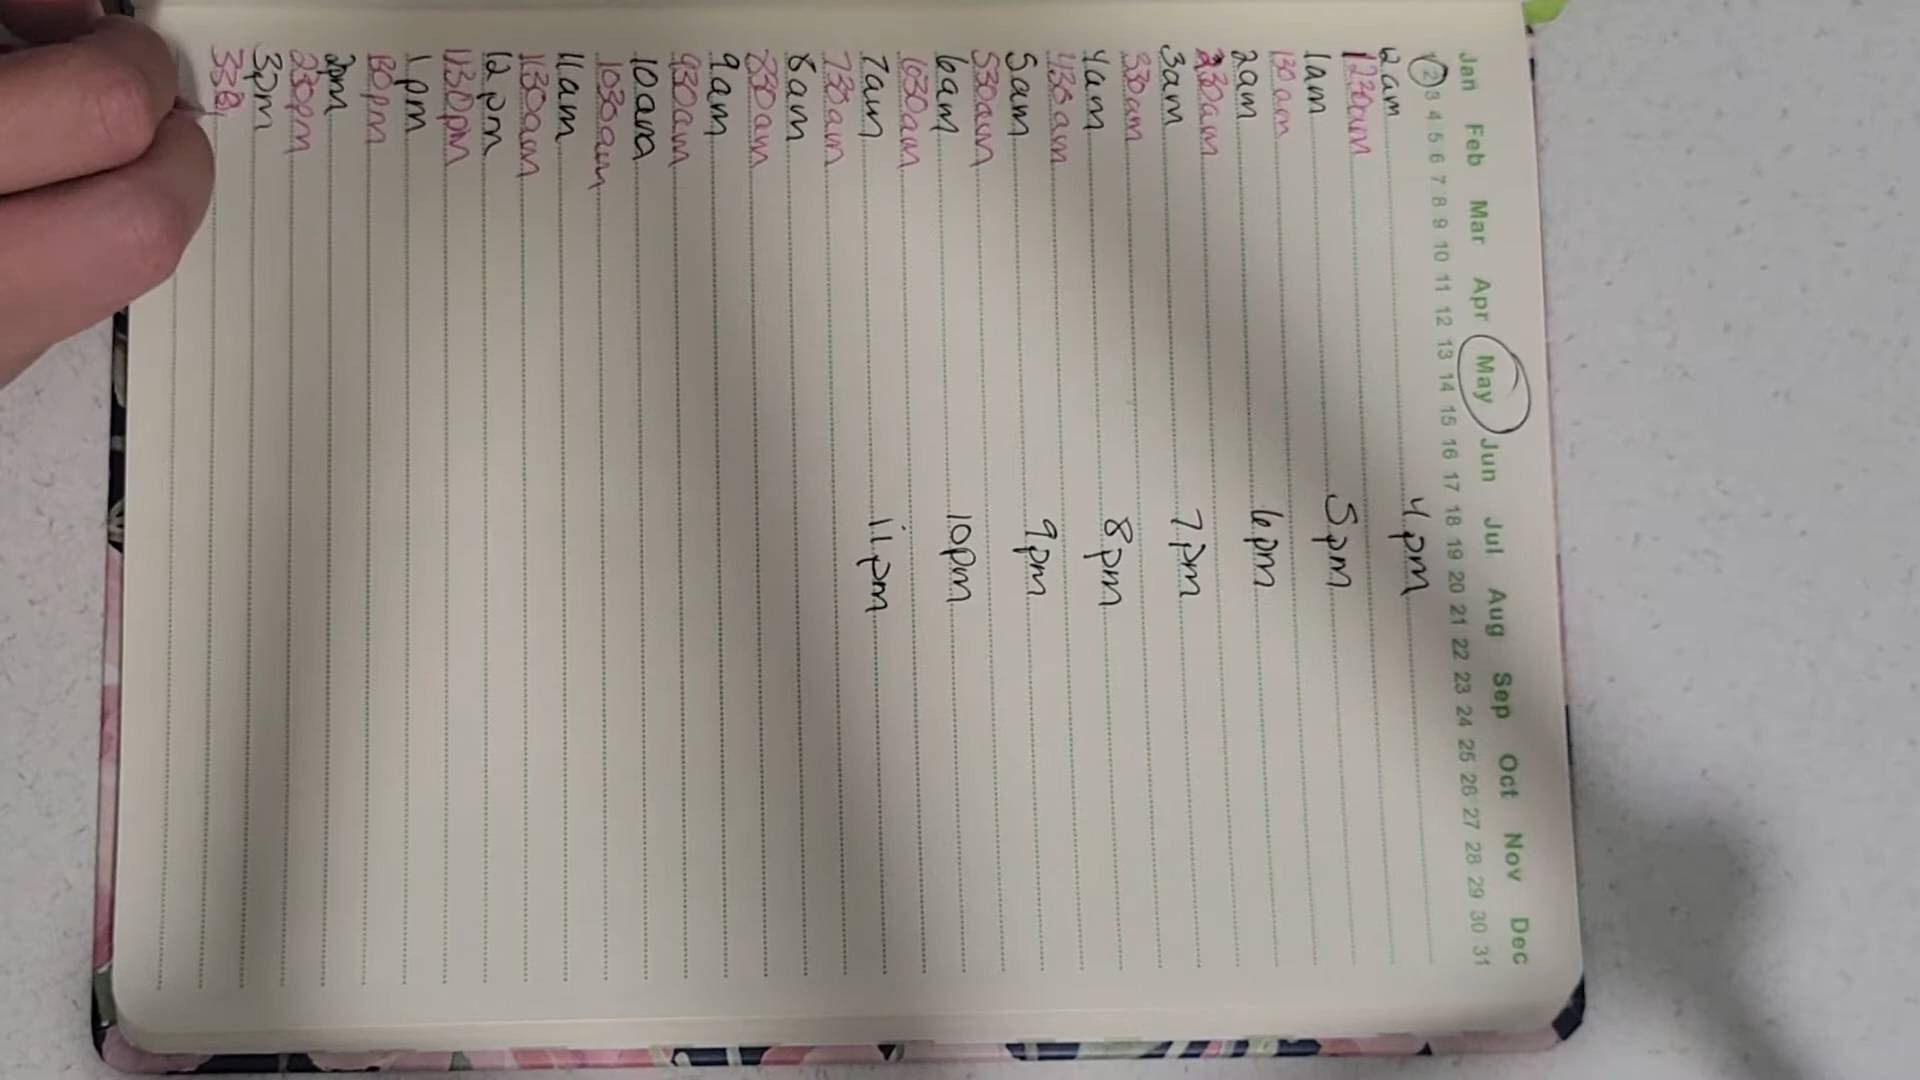 Jan Feb Mar Apr May Jun Jul Aug Sep Oct Nov Dec
1 2 3 4 5 6 7 8 9 10 11 12 13 14 15 16 17 18 19 20 21 22 23 24 25 26 27 28 29 30 31
12am 4pm
1230am
1am 5pm
130am
2am 6pm
230am
3am 7pm
330am
4am 8pm
430am
5am 9pm
530am
6am 10pm
630am
7am 11pm
730am
8am
830am
9am
930am
10am
1030am
11am
1130am
12pm
1130pm
1pm
130pm
2pm
230pm
3pm
330